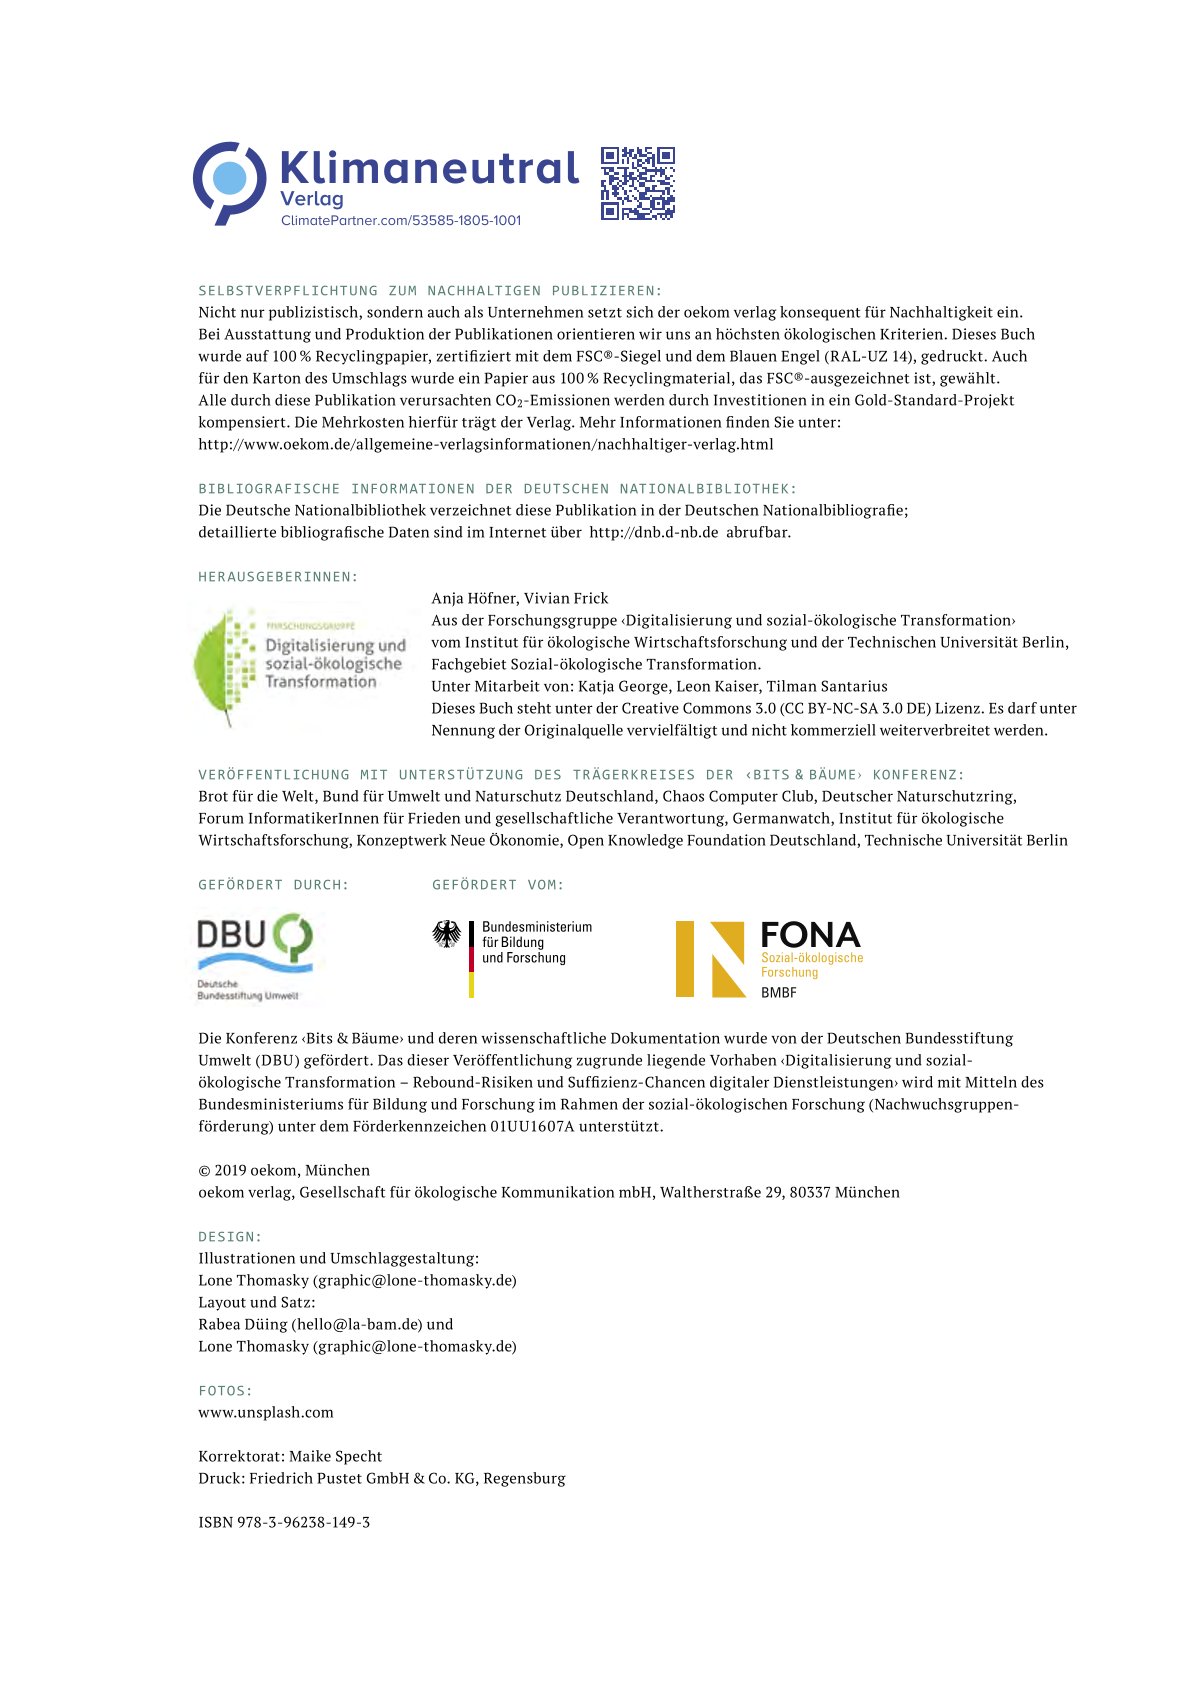 Klimaneutral
Verlag
ClimatePartner.com/53585-1805-1001
SELBSTVERPFLICHTUNG ZUM NACHHALTIGEN PUBLIZIEREN:
Nicht nur publizistisch, sondern auch als Unternehmen setzt sich der oekom verlag konsequent für Nachhaltigkeit ein.
Bei Ausstattung und Produktion der Publikationen orientieren wir uns an höchsten ökologischen Kriterien. Dieses Buch
wurde auf 100 % Recyclingpapier, zertifiziert mit dem FSC®-Siegel und dem Blauen Engel (RAL-UZ 14), gedruckt. Auch
für den Karton des Umschlags wurde ein Papier aus 100 % Recyclingmaterial, das FSC®-ausgezeichnet ist, gewählt.
Alle durch diese Publikation verursachten CO₂-Emissionen werden durch Investitionen in ein Gold-Standard-Projekt
kompensiert. Die Mehrkosten hierfür trägt der Verlag. Mehr Informationen finden Sie unter:
http://www.oekom.de/allgemeine-verlagsinformationen/nachhaltiger-verlag.html
BIBLIOGRAFISCHE INFORMATIONEN DER DEUTSCHEN NATIONALBIBLIOTHEK:
Die Deutsche Nationalbibliothek verzeichnet diese Publikation in der Deutschen Nationalbibliografie;
detaillierte bibliografische Daten sind im Internet über http://dnb.d-nb.de abrufbar.
HERAUSGEBERINNEN:
FORSCHUNGSGRUPPE
Digitalisierung und
sozial-ökologische
Transformation
Anja Höfner, Vivian Frick
Aus der Forschungsgruppe ‹Digitalisierung und sozial-ökologische Transformation›
vom Institut für ökologische Wirtschaftsforschung und der Technischen Universität Berlin,
Fachgebiet Sozial-ökologische Transformation.
Unter Mitarbeit von: Katja George, Leon Kaiser, Tilman Santarius
Dieses Buch steht unter der Creative Commons 3.0 (CC BY-NC-SA 3.0 DE) Lizenz. Es darf unter
Nennung der Originalquelle vervielfältigt und nicht kommerziell weiterverbreitet werden.
VERÖFFENTLICHUNG MIT UNTERSTÜTZUNG DES TRÄGERKREISES DER ‹BITS & BÄUME› KONFERENZ:
Brot für die Welt, Bund für Umwelt und Naturschutz Deutschland, Chaos Computer Club, Deutscher Naturschutzring,
Forum InformatikerInnen für Frieden und gesellschaftliche Verantwortung, Germanwatch, Institut für ökologische
Wirtschaftsforschung, Konzeptwerk Neue Ökonomie, Open Knowledge Foundation Deutschland, Technische Universität Berlin
GEFÖRDERT DURCH:
DBU
Deutsche
Bundesstiftung Umwelt
GEFÖRDERT VOM:
Bundesministerium
für Bildung
und Forschung
FONA
Sozial-ökologische
Forschung
BMBF
Die Konferenz ‹Bits & Bäume› und deren wissenschaftliche Dokumentation wurde von der Deutschen Bundesstiftung
Umwelt (DBU) gefördert. Das dieser Veröffentlichung zugrunde liegende Vorhaben ‹Digitalisierung und sozial-
ökologische Transformation – Rebound-Risiken und Suffizienz-Chancen digitaler Dienstleistungen› wird mit Mitteln des
Bundesministeriums für Bildung und Forschung im Rahmen der sozial-ökologischen Forschung (Nachwuchsgruppen-
förderung) unter dem Förderkennzeichen 01UU1607A unterstützt.
© 2019 oekom, München
oekom verlag, Gesellschaft für ökologische Kommunikation mbH, Waltherstraße 29, 80337 München
DESIGN:
Illustrationen und Umschlaggestaltung:
Lone Thomasky (graphic@lone-thomasky.de)
Layout und Satz:
Rabea Düing (hello@la-bam.de) und
Lone Thomasky (graphic@lone-thomasky.de)
FOTOS:
www.unsplash.com
Korrektorat: Maike Specht
Druck: Friedrich Pustet GmbH & Co. KG, Regensburg
ISBN 978-3-96238-149-3